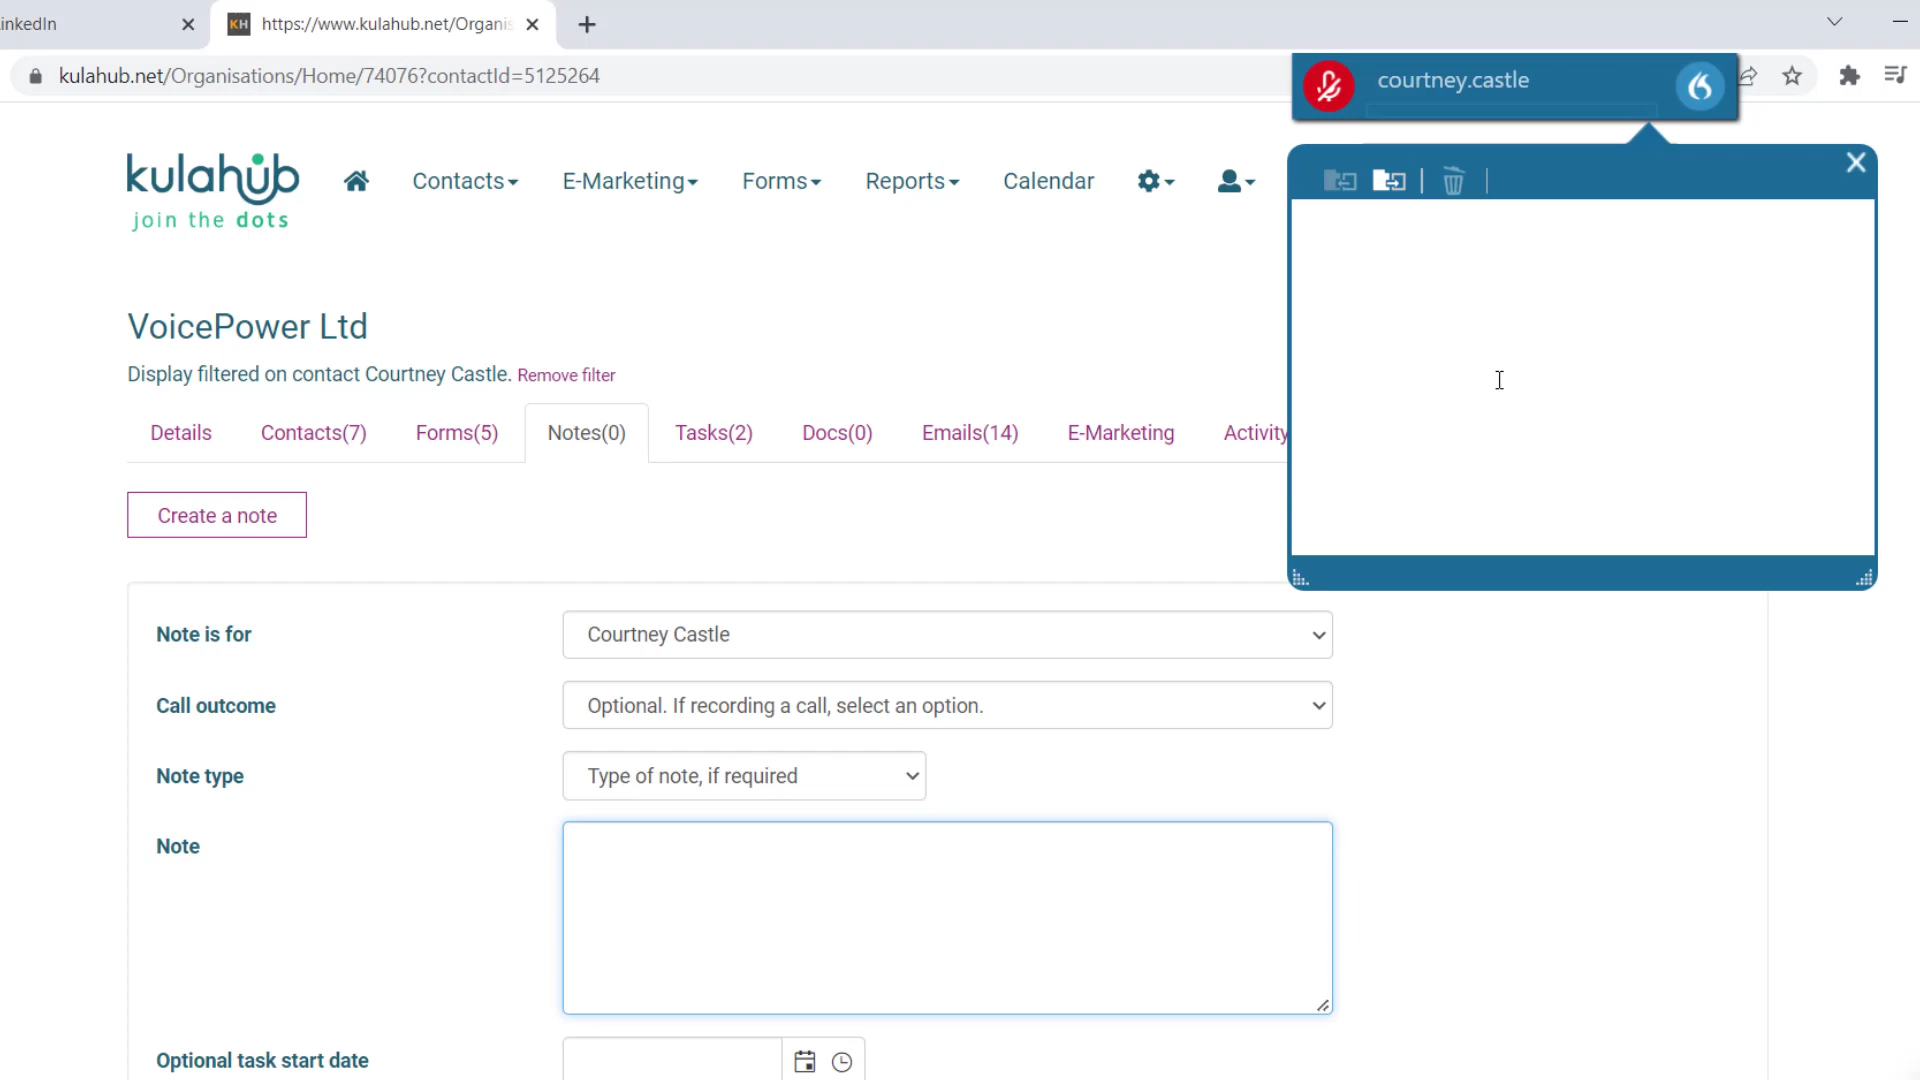 inkedIn
KH https://www.kulahub.net/Organis
kulahub.net/Organisations/Home/74076?contactId=5125264
courtney.castle
kulahub
join the dots
Contacts
E-Marketing
Forms
Reports
Calendar
VoicePower Ltd
Display filtered on contact Courtney Castle. Remove filter
Details
Contacts(7)
Forms(5)
Notes(0)
Tasks(2)
Docs(0)
Emails(14)
E-Marketing
Activity
Create a note
Note is for
Courtney Castle
Call outcome
Optional. If recording a call, select an option.
Note type
Type of note, if required
Note
Optional task start date